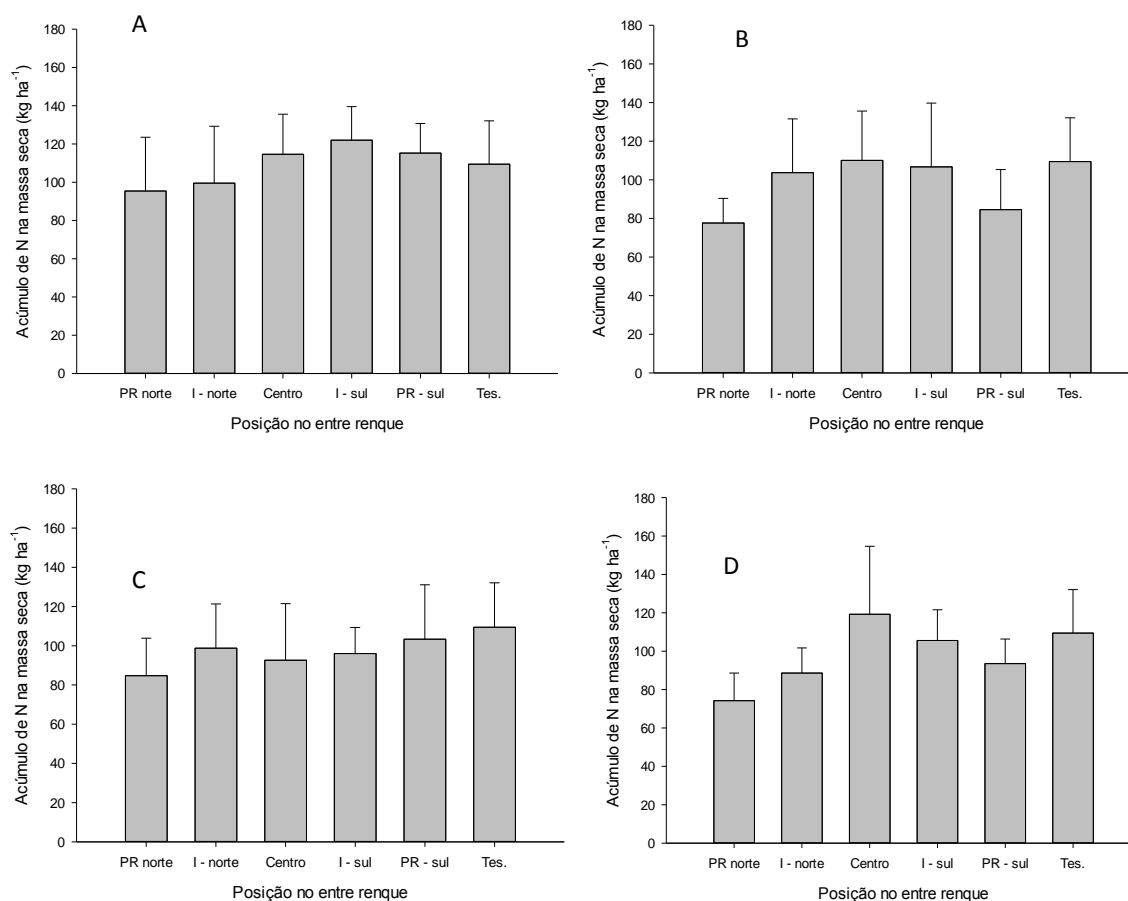 A
Acúmulo de N na massa seca (kg ha⁻¹)
180
160
140
120
100
80
60
40
20
0
PR norte I - norte Centro I - sul PR - sul Tes.
Posição no entre renque
B
Acúmulo de N na massa seca (kg ha⁻¹)
180
160
140
120
100
80
60
40
20
0
PR norte I - norte Centro I - sul PR - sul Tes.
Posição no entre renque
C
Acúmulo de N na massa seca (kg ha⁻¹)
180
160
140
120
100
80
60
40
20
0
PR norte I - norte Centro I - sul PR - sul Tes.
Posição no entre renque
D
Acúmulo de N na massa seca (kg ha⁻¹)
180
160
140
120
100
80
60
40
20
0
PR norte I - norte Centro I - sul PR - sul Tes.
Posição no entre renque